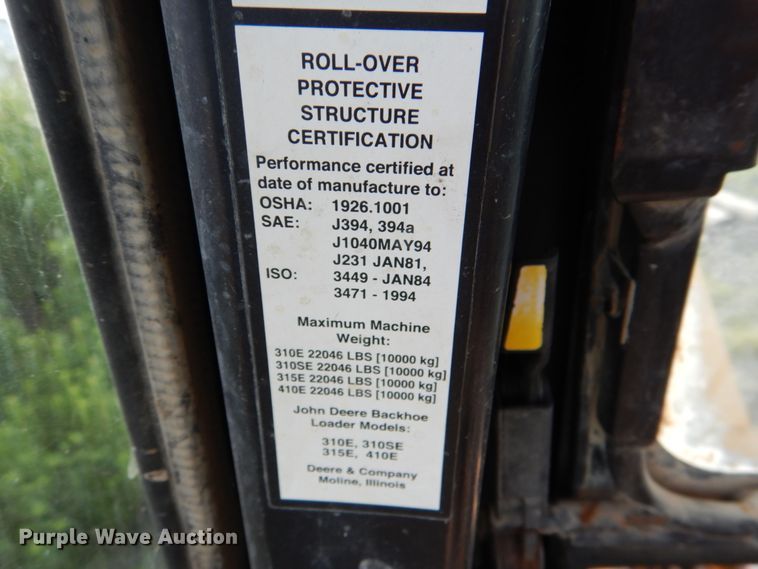 ROLL-OVER
PROTECTIVE
STRUCTURE
CERTIFICATION
Performance certified at
date of manufacture to:
OSHA: 1926.1001
SAE: J394, 394a
J1040MAY94
J231 JAN81,
ISO: 3449 - JAN84
3471 - 1994
Maximum Machine
Weight:
310E 22046 LBS [10000 kg]
310SE 22046 LBS [10000 kg]
315E 22046 LBS [10000 kg]
410E 22046 LBS [10000 kg]
John Deere Backhoe
Loader Models:
310E, 310SE
315E, 410E
Deere & Company
Moline, Illinois
Purple Wave Auction®